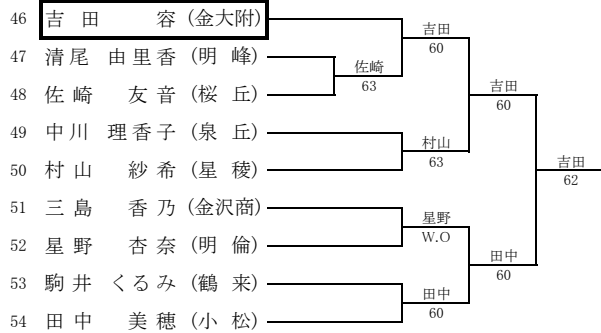 46 吉田 容 (金大附)
47 清尾 由里香 (明峰)
48 佐崎 友音 (桜丘)
49 中川 理香子 (泉丘)
50 村山 紗希 (星稜)
51 三島 香乃 (金沢商)
52 星野 杏奈 (明倫)
53 駒井 くるみ (鶴来)
54 田中 美穂 (小松)
佐崎
63
吉田
60
村山
63
星野
W.O
田中
60
吉田
60
田中
60
吉田
62